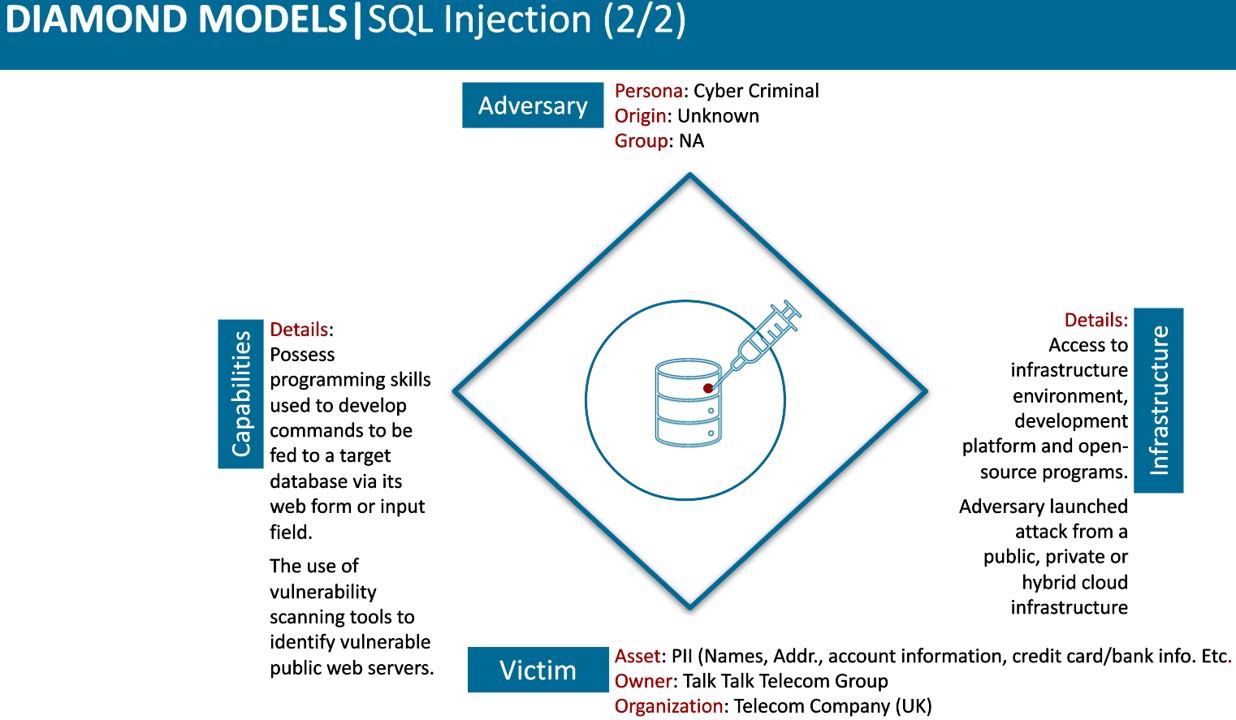 DIAMOND MODELS|SQL Injection (2/2)
Adversary
Persona: Cyber Criminal
Origin: Unknown
Group: NA
Capabilities
Details:
Possess
programming skills
used to develop
commands to be
fed to a target
database via its
web form or input
field.
The use of
vulnerability
scanning tools to
identify vulnerable
public web servers.
Details:
Access to
infrastructure
environment,
development
platform and open-
source programs.
Adversary launched
attack from a
public, private or
hybrid cloud
infrastructure
Infrastructure
Victim
Asset: PII (Names, Addr., account information, credit card/bank info. Etc.
Owner: Talk Talk Telecom Group
Organization: Telecom Company (UK)